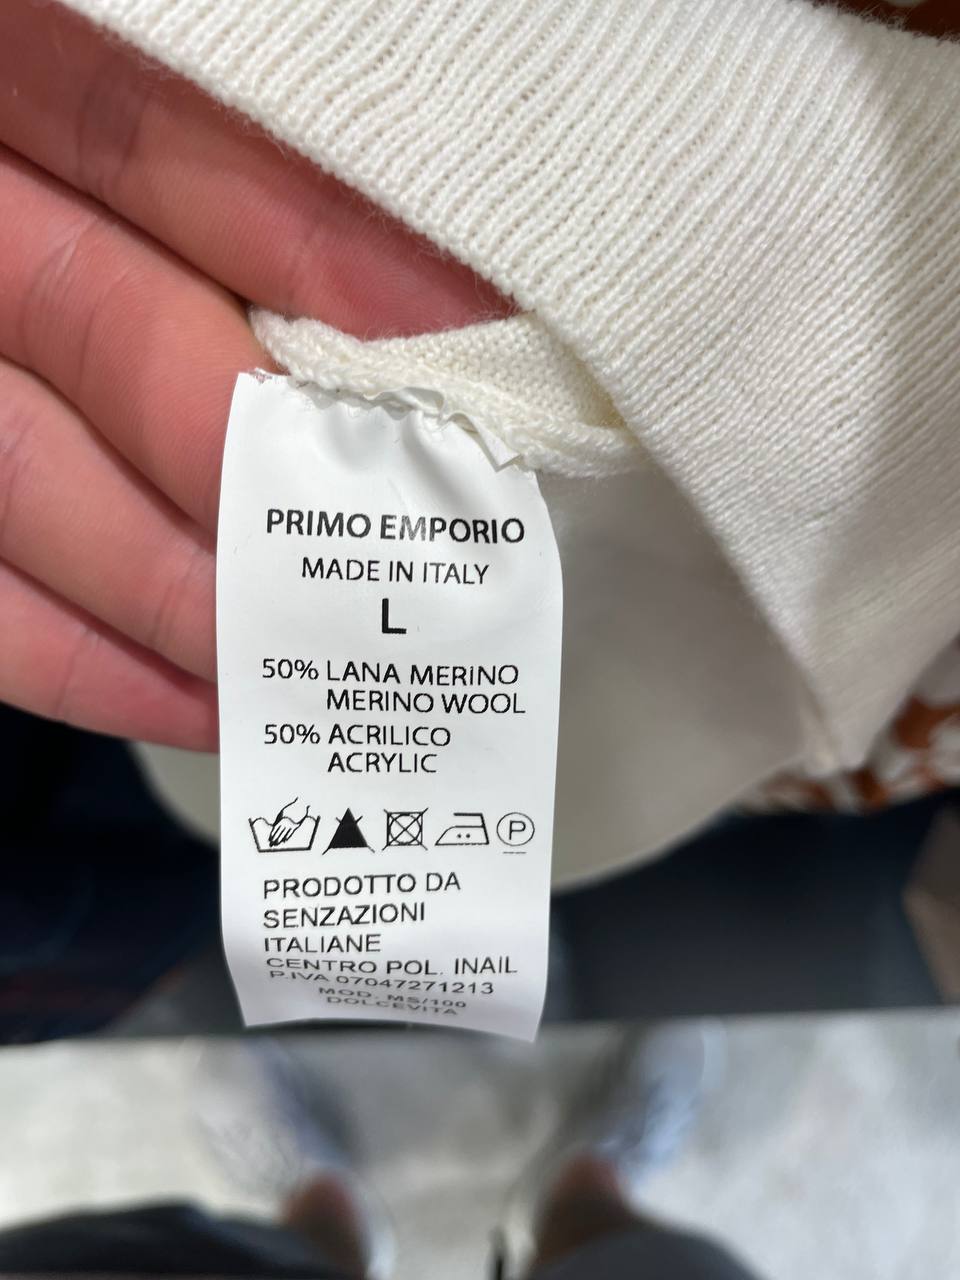 PRIMO EMPORIO
MADE IN ITALY
L
50% LANA MERINO
MERINO WOOL
50% ACRILICO
ACRYLIC
P
PRODOTTO DA
SENZAZIONI
ITALIANE
CENTRO POL. INAIL
P.IVA 07047271213
MOD: MS/100
DOLCEVITA